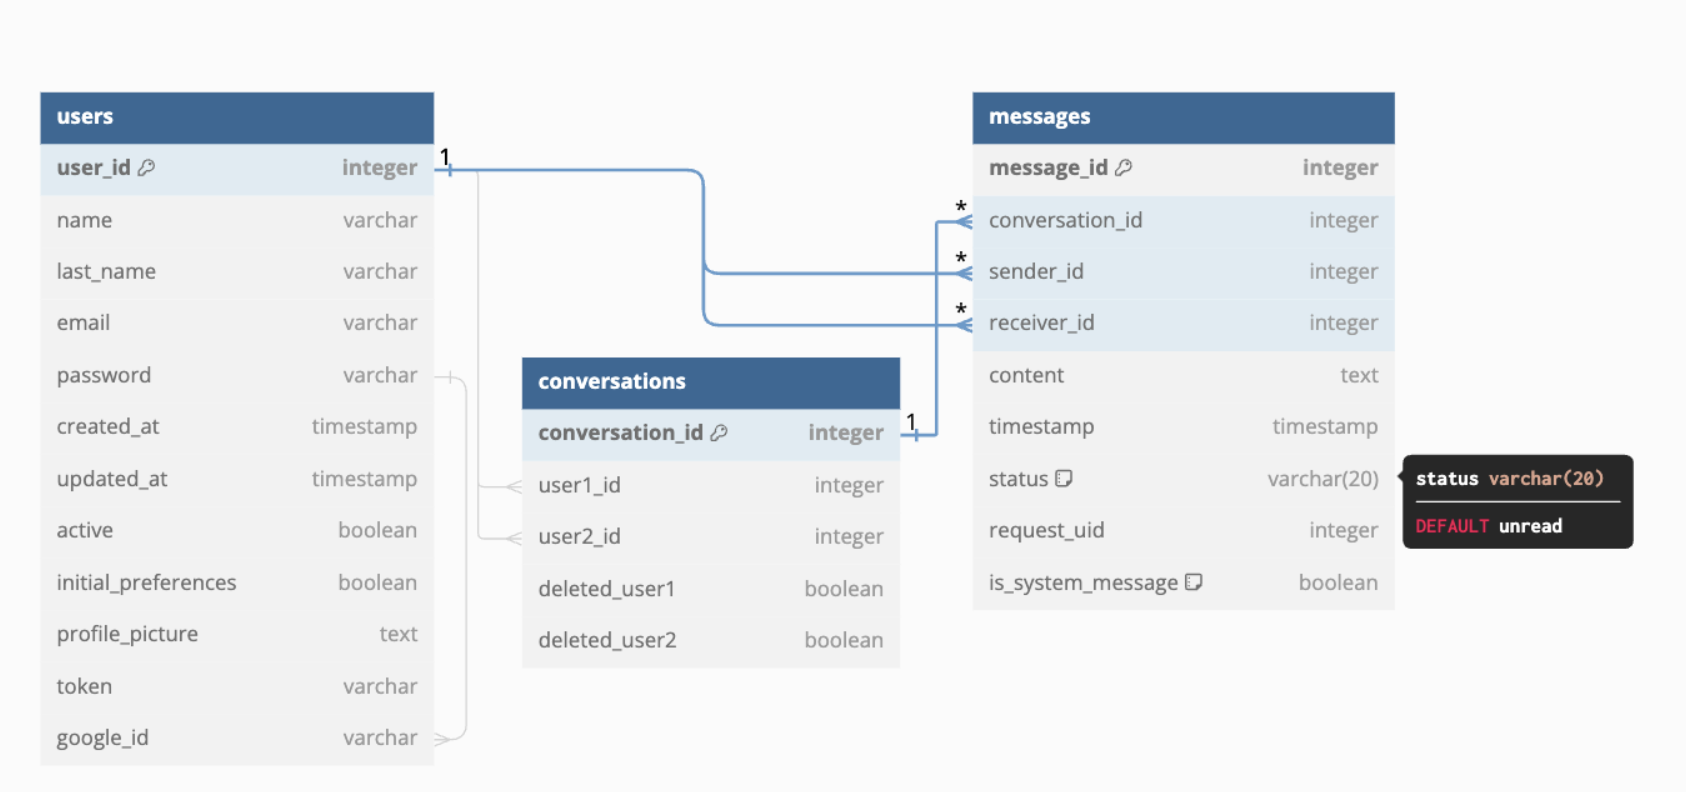 users
user_id integer
name varchar
last_name varchar
email varchar
password varchar
created_at timestamp
updated_at timestamp
active boolean
initial_preferences boolean
profile_picture text
token varchar
google_id varchar
1
conversations
conversation_id integer
user1_id integer
user2_id integer
deleted_user1 boolean
deleted_user2 boolean
1
*
*
*
messages
message_id integer
conversation_id integer
sender_id integer
receiver_id integer
content text
timestamp timestamp
status varchar(20)
request_uid integer
is_system_message boolean
status varchar(20)
DEFAULT unread